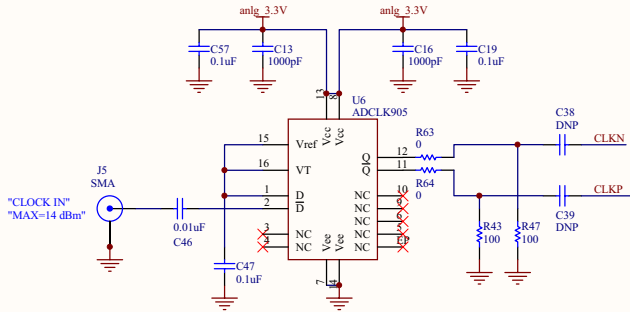 anlg_3.3V
anlg_3.3V
C57
0.1uF
C13
1000pF
C16
1000pF
C19
0.1uF
13
8
U6
ADCLK905
Vcc
Vcc
15
Vref
16
VT
1
D
2
D
3
NC
4
NC
Q
12
Q
11
NC
10
NC
9
NC
6
NC
5
EP
Vee
Vee
7
14
R63
0
R64
0
C38
DNP
CLKN
CLKP
C39
DNP
R43
100
R47
100
J5
SMA
"CLOCK IN"
"MAX=14 dBm"
0.01uF
C46
C47
0.1uF